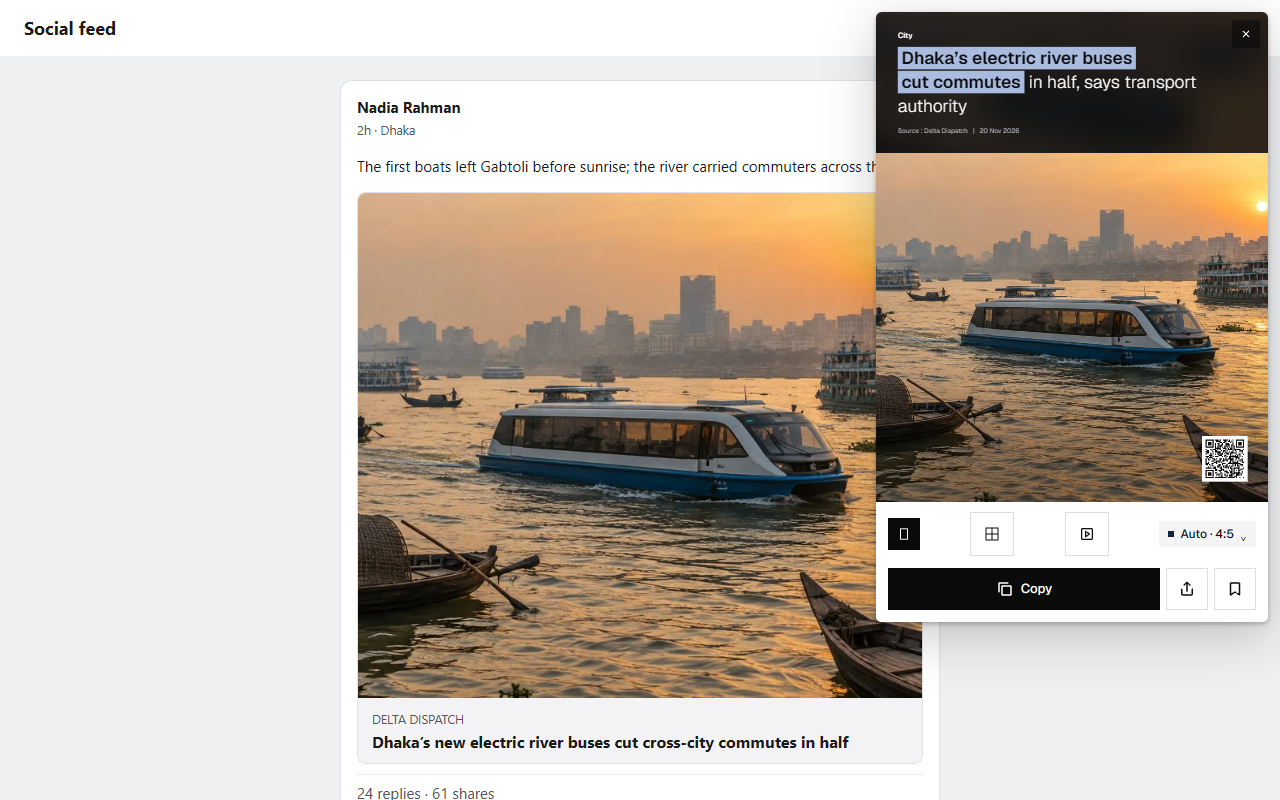 Social feed
Nadia Rahman
2h · Dhaka
The first boats left Gabtoli before sunrise; the river carried commuters across
DELTA DISPATCH
Dhaka's new electric river buses cut cross-city commutes in half
24 replies · 61 shares
City
Dhaka’s electric river buses
cut commutes in half, says transport
authority
Source : Delta Dispatch | 20 Nov 2026
Auto · 4:5
Copy